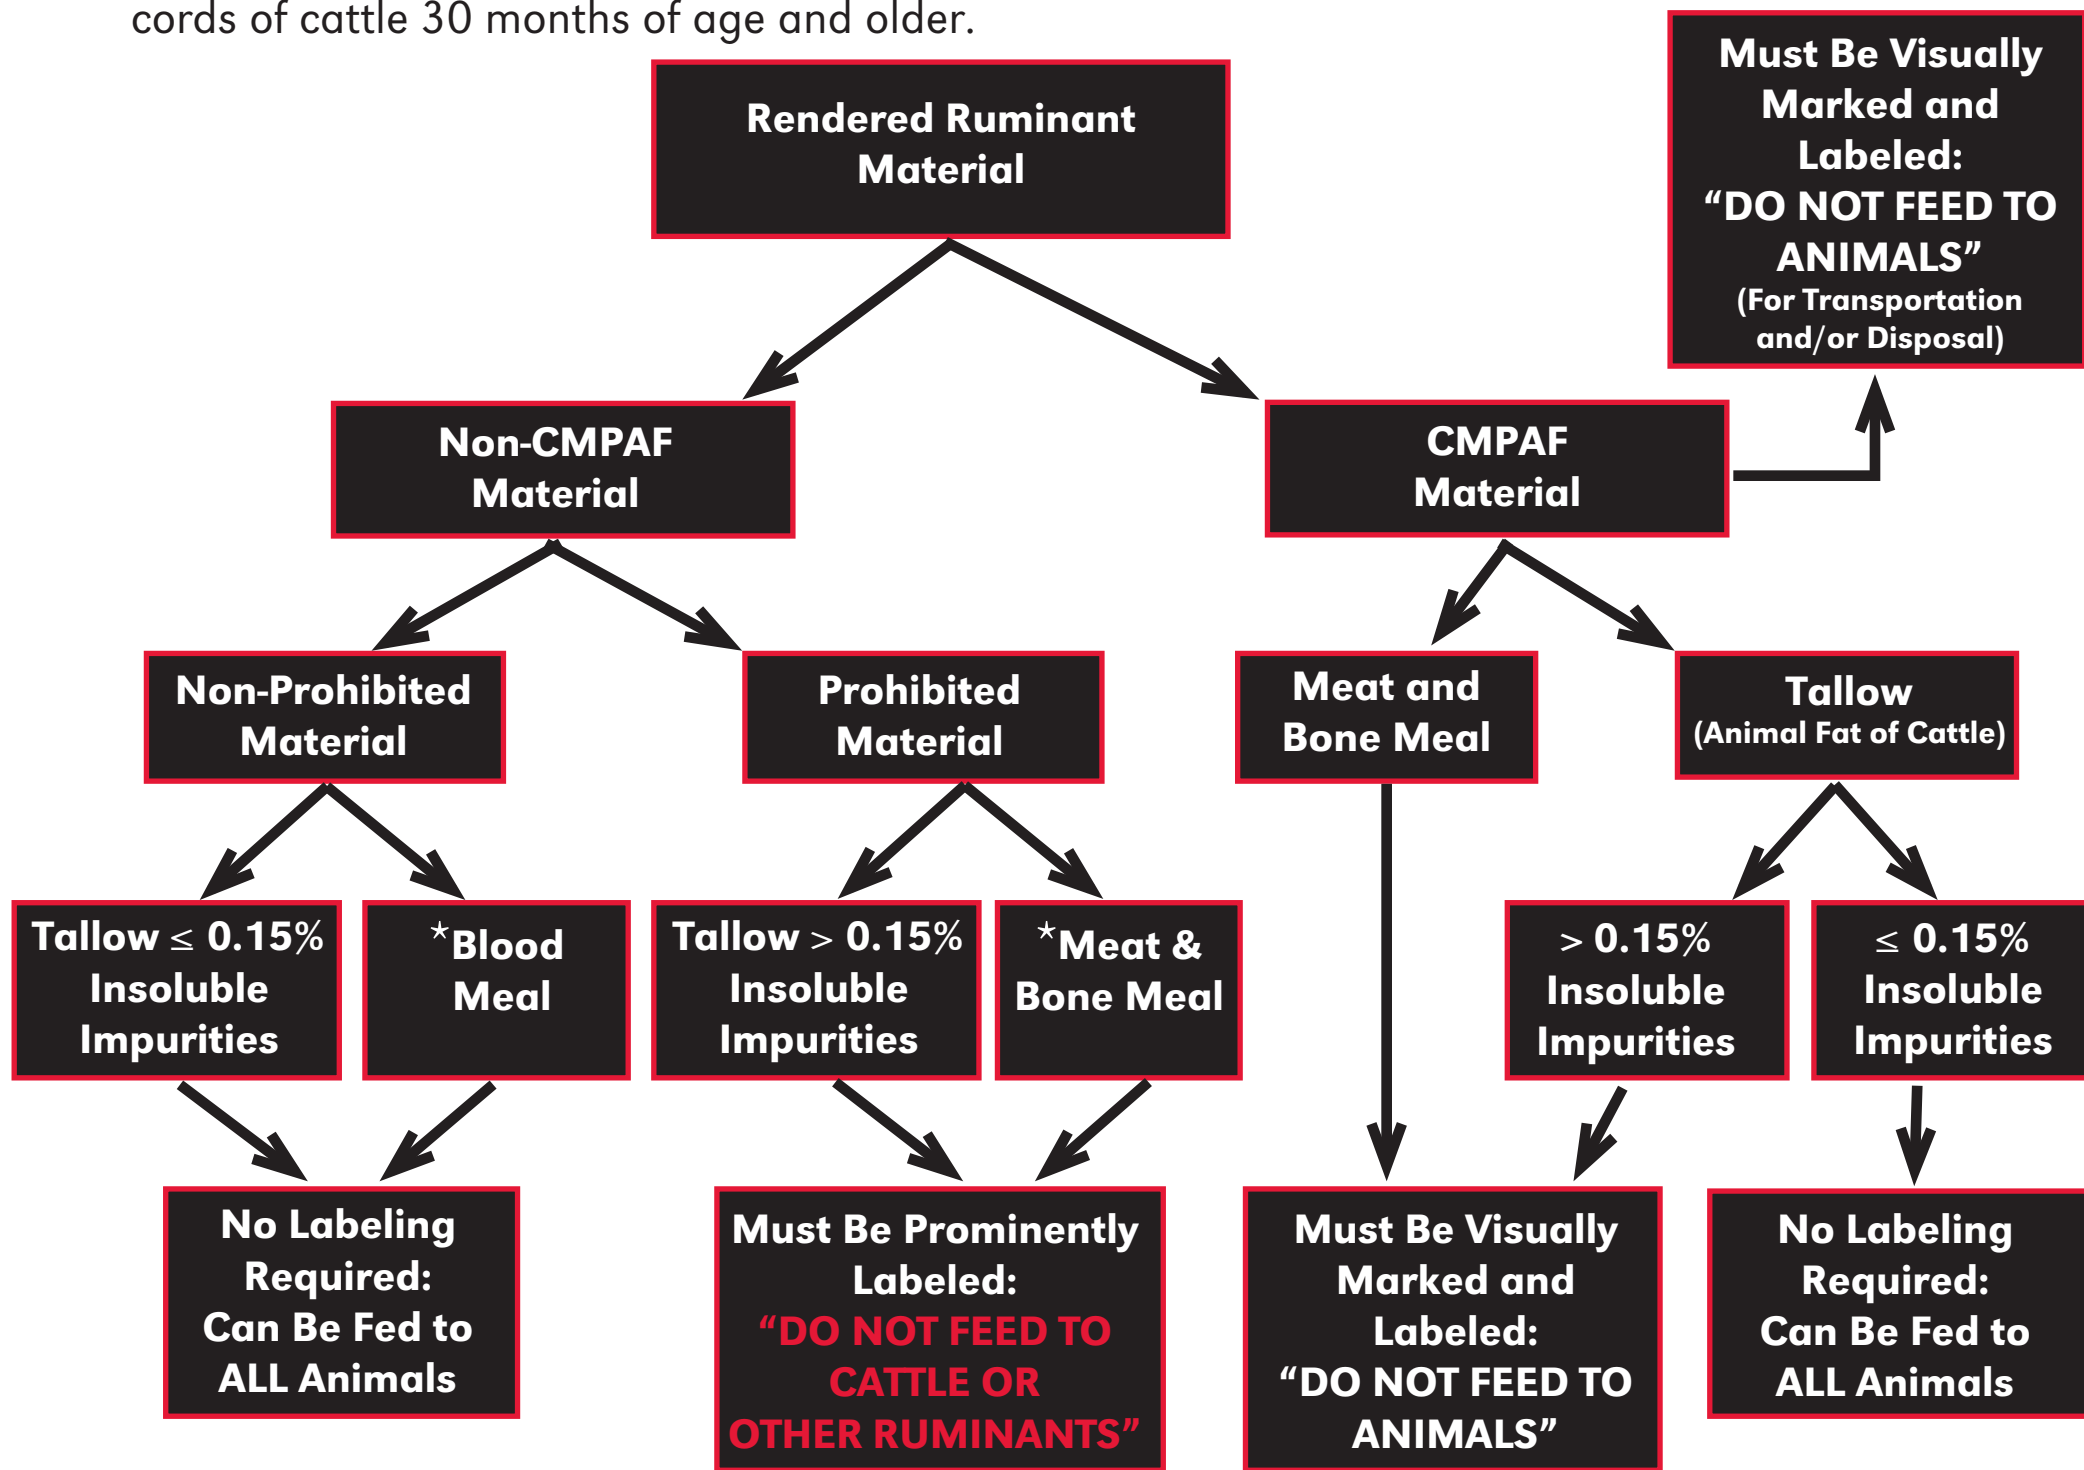 cords of cattle 30 months of age and older.
Rendered Ruminant
Material
Must Be Visually
Marked and
Labeled:
“DO NOT FEED TO
ANIMALS”
(For Transportation
and/or Disposal)
Non-CMPAF
Material
CMPAF
Material
Non-Prohibited
Material
Prohibited
Material
Meat and
Bone Meal
Tallow
(Animal Fat of Cattle)
Tallow ≤ 0.15%
Insoluble
Impurities
*Blood
Meal
Tallow > 0.15%
Insoluble
Impurities
*Meat &
Bone Meal
> 0.15%
Insoluble
Impurities
≤ 0.15%
Insoluble
Impurities
No Labeling
Required:
Can Be Fed to
ALL Animals
Must Be Prominently
Labeled:
“DO NOT FEED TO
CATTLE OR
OTHER RUMINANTS”
Must Be Visually
Marked and
Labeled:
“DO NOT FEED TO
ANIMALS”
No Labeling
Required:
Can Be Fed to
ALL Animals